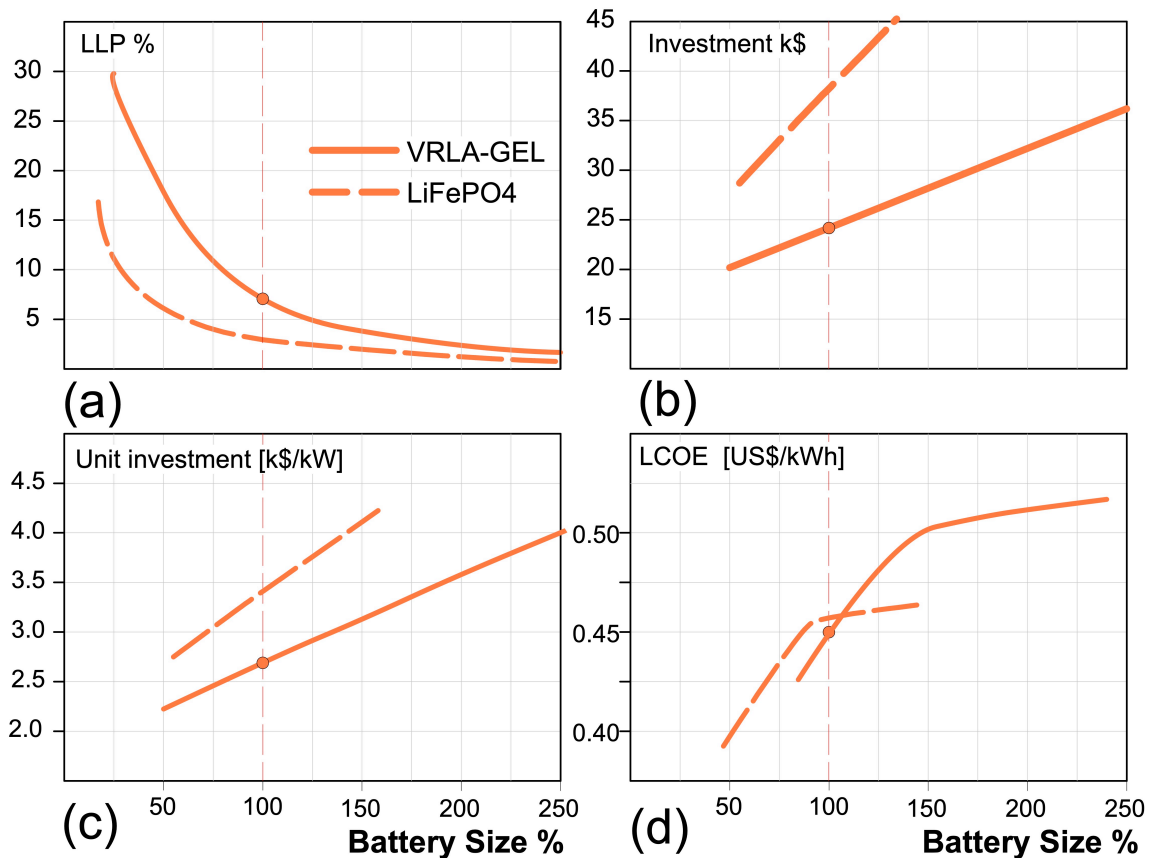 LLP %
30
25
20
15
10
5
VRLA-GEL
LiFePO4
(a)
Investment k$
45
40
35
30
25
20
15
(b)
Unit investment [k$/kW]
4.5
4.0
3.5
3.0
2.5
2.0
50 100 150 200 250
(c)
Battery Size %
LCOE [US$/kWh]
0.50
0.45
0.40
50 100 150 200 250
(d)
Battery Size %